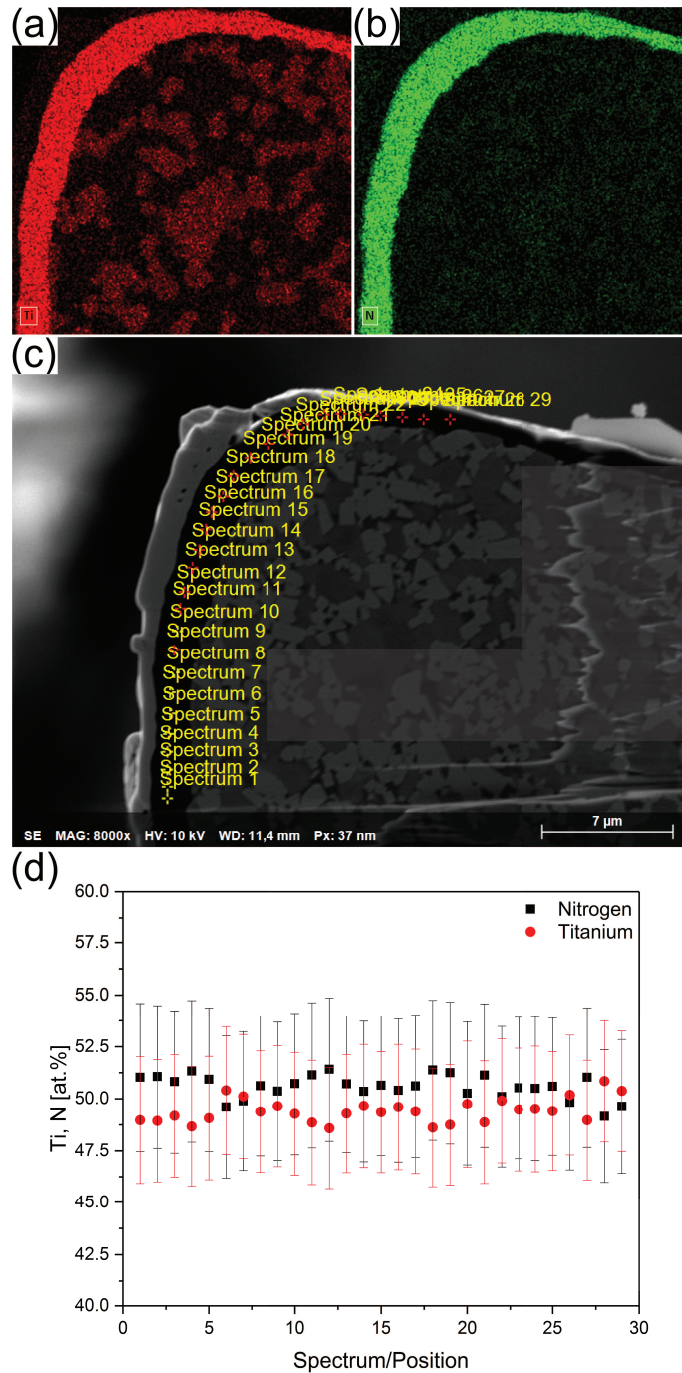 (a)
(b)
Ti
N
(c)
Spectrum 29
Spectrum 22
Spectrum 21
Spectrum 20
Spectrum 19
Spectrum 18
Spectrum 17
Spectrum 16
Spectrum 15
Spectrum 14
Spectrum 13
Spectrum 12
Spectrum 11
Spectrum 10
Spectrum 9
Spectrum 8
Spectrum 7
Spectrum 6
Spectrum 5
Spectrum 4
Spectrum 3
Spectrum 2
Spectrum 1
SE MAG: 8000x HV: 10 kV WD: 11,4 mm Px: 37 nm
7 µm
(d)
60.0
57.5
55.0
52.5
50.0
47.5
45.0
42.5
40.0
Ti, N [at.%]
Nitrogen
Titanium
0 5 10 15 20 25 30
Spectrum/Position